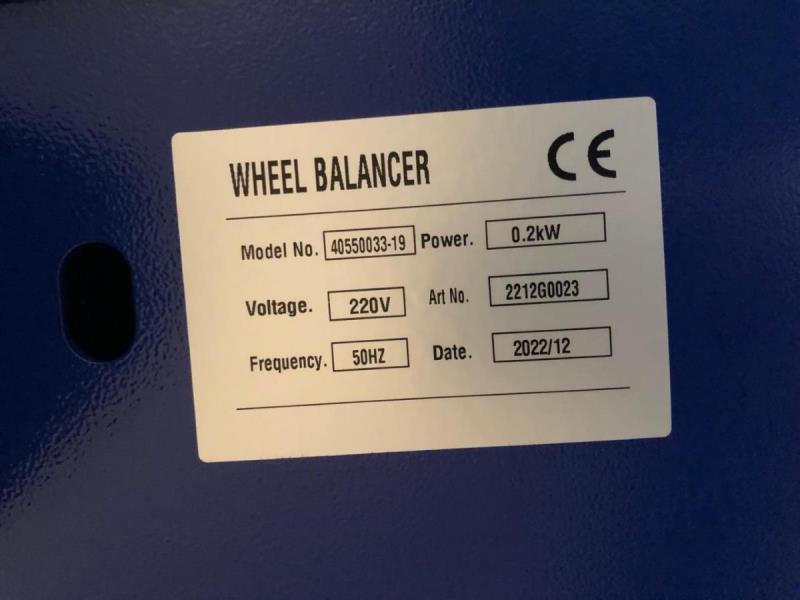 WHEEL BALANCER CE
Model No. 40550033-19 Power. 0.2kW
Voltage. 220V Art No. 2212G0023
Frequency. 50HZ Date. 2022/12